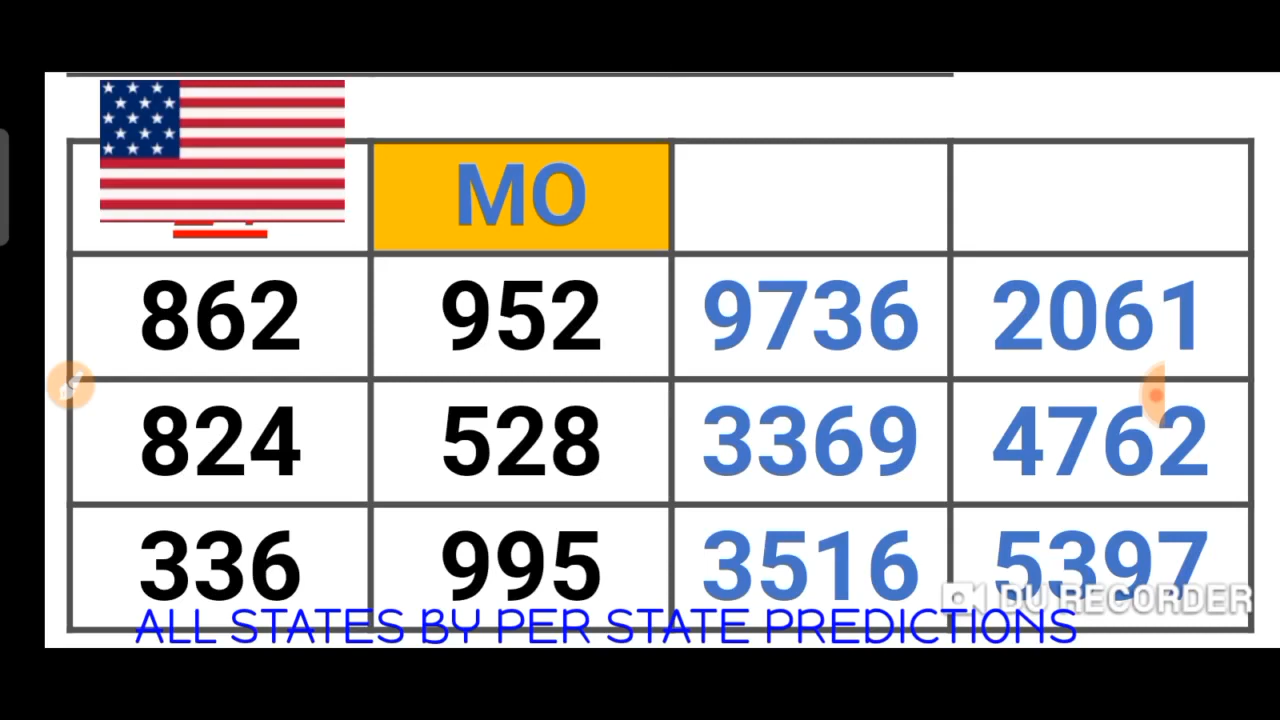 MO
862 952 9736 2061
824 528 3369 4762
336 995 3516 5397
DU RECORDER
ALL STATES BY PER STATE PREDICTIONS